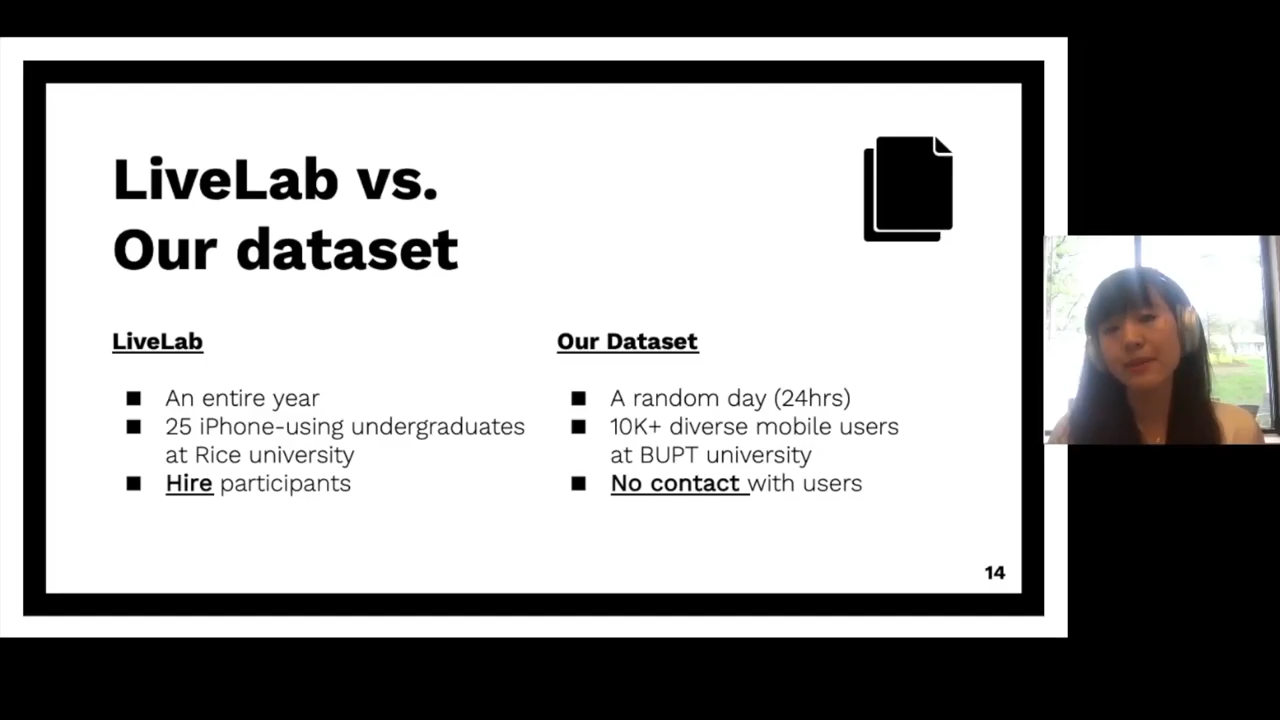 LiveLab vs.
Our dataset
LiveLab
An entire year
25 iPhone-using undergraduates
at Rice university
Hire participants
Our Dataset
A random day (24hrs)
10K+ diverse mobile users
at BUPT university
No contact with users
14